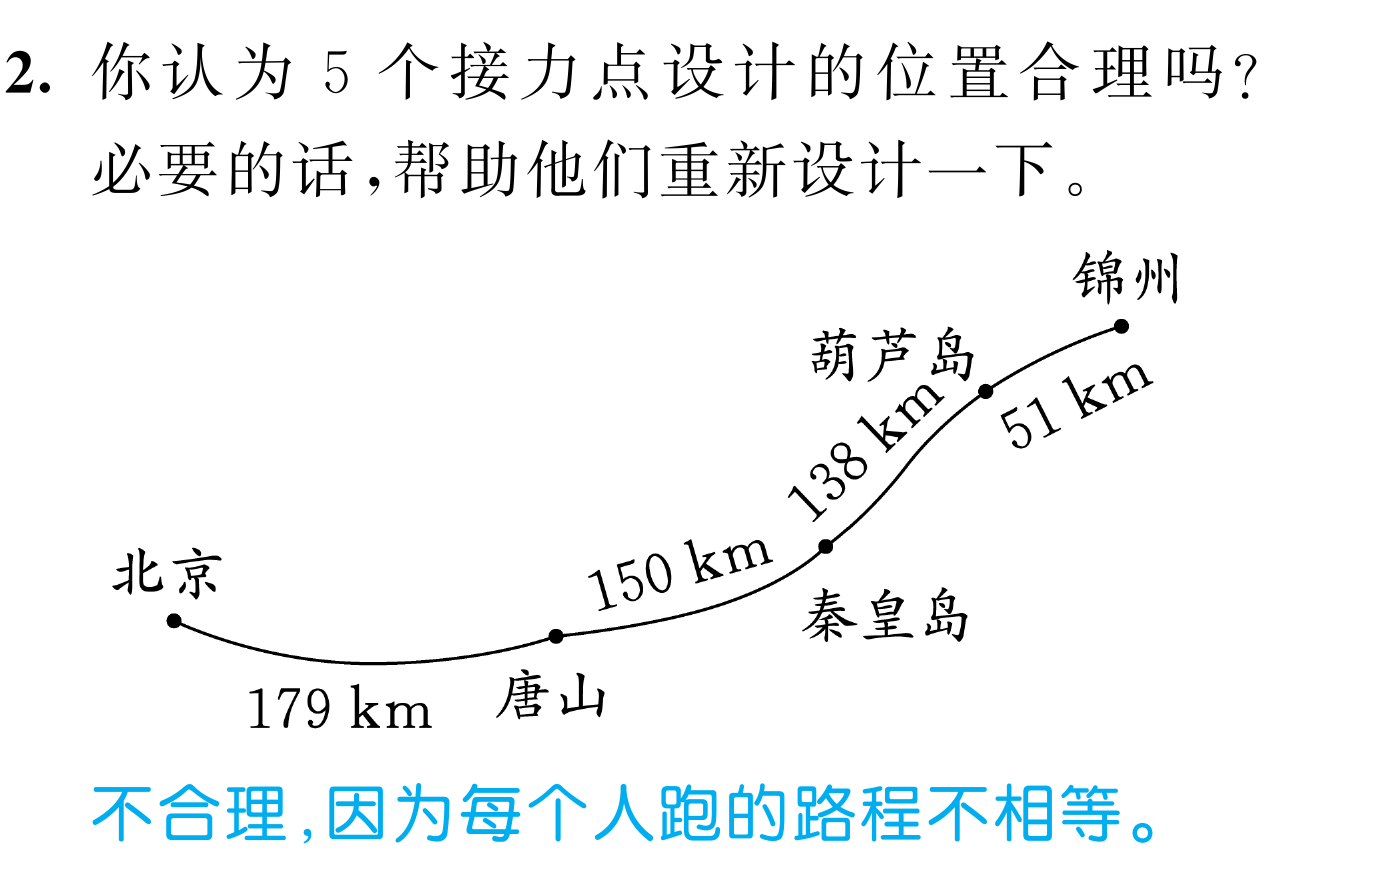 2. 你认为 5 个接力点设计的位置合理吗?
必要的话,帮助他们重新设计一下。
锦州
葫芦岛
51 km
138 km
150 km
北京
秦皇岛
唐山
179 km
不合理,因为每个人跑的路程不相等。